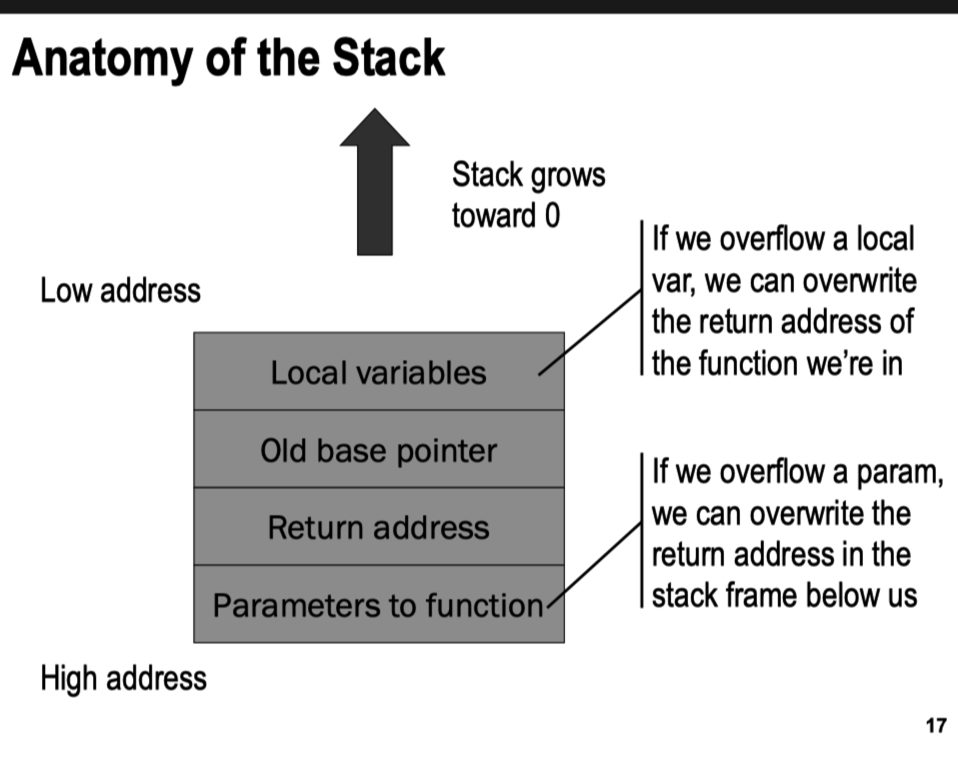 Anatomy of the Stack
Stack grows
toward 0
If we overflow a local
var, we can overwrite
the return address of
the function we're in
Low address
Local variables
Old base pointer
Return address
Parameters to function
If we overflow a param,
we can overwrite the
return address in the
stack frame below us
High address
17